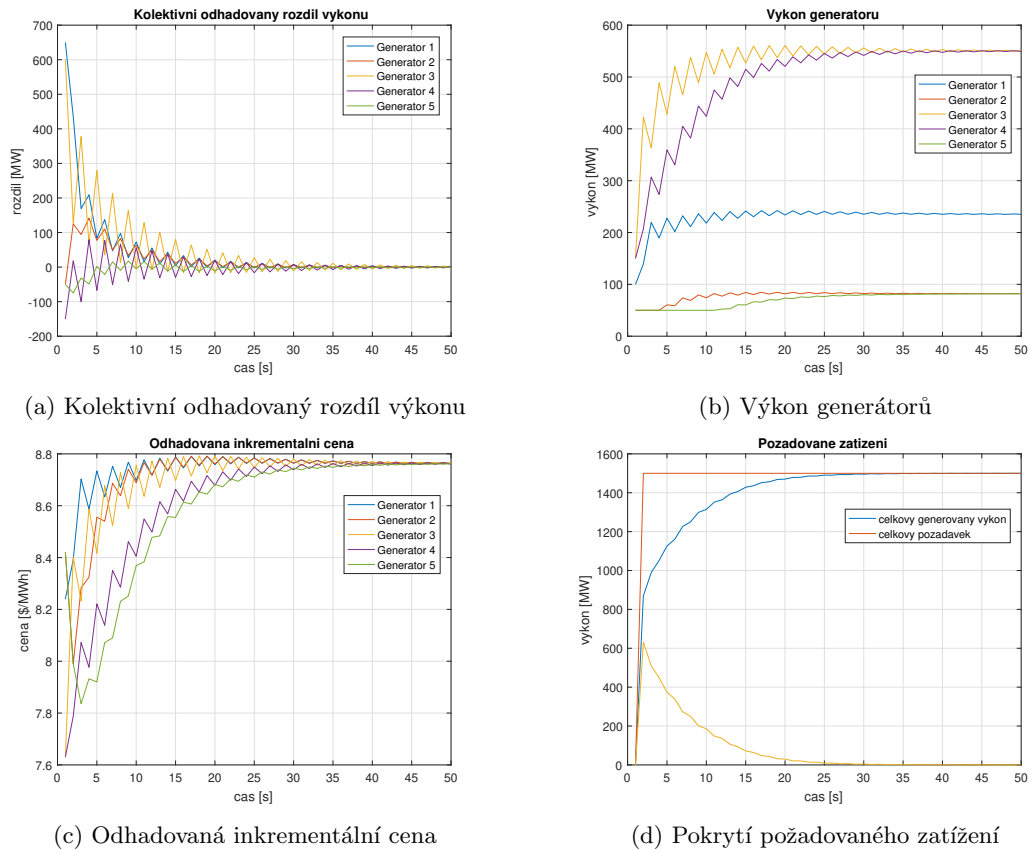 Kolektivni odhadovany rozdil vykonu
700
600
500
400
300
200
100
0
-100
-200
rozdil [MW]
Generator 1
Generator 2
Generator 3
Generator 4
Generator 5
0 5 10 15 20 25 30 35 40 45 50
cas [s]
(a) Kolektivní odhadovaný rozdíl výkonu
Vykon generatoru
600
500
400
300
200
100
0
vykon [MW]
Generator 1
Generator 2
Generator 3
Generator 4
Generator 5
0 5 10 15 20 25 30 35 40 45 50
cas [s]
(b) Výkon generátorů
Odhadovana inkrementalni cena
8.8
8.6
8.4
8.2
8
7.8
7.6
cena [$/MWh]
Generator 1
Generator 2
Generator 3
Generator 4
Generator 5
0 5 10 15 20 25 30 35 40 45 50
cas [s]
(c) Odhadovaná inkrementální cena
Pozadovane zatizeni
1600
1400
1200
1000
800
600
400
200
0
vykon [MW]
celkovy generovany vykon
celkovy pozadavek
0 5 10 15 20 25 30 35 40 45 50
cas [s]
(d) Pokrytí požadovaného zatížení